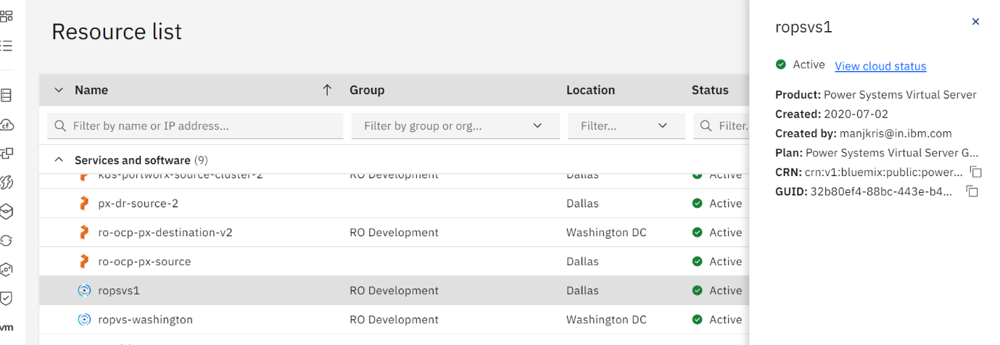 Resource list
Name
Group
Location
Status
Filter by name or IP address...
Filter by group or org...
Filter...
Filter.
Services and software (9)
k8s-portworx-source-cluster-2 RO Development Dallas Active
px-dr-source-2 Dallas Active
ro-ocp-px-destination-v2 RO Development Washington DC Active
ro-ocp-px-source Dallas Active
ropsvs1 RO Development Dallas Active
ropvs-washington RO Development Washington DC Active
cf
vm
ropsvs1
Active View cloud status
Product: Power Systems Virtual Server
Created: 2020-07-02
Created by: manjkris@in.ibm.com
Plan: Power Systems Virtual Server G...
CRN: crn:v1:bluemix:public:power...
GUID: 32b80ef4-88bc-443e-b4...